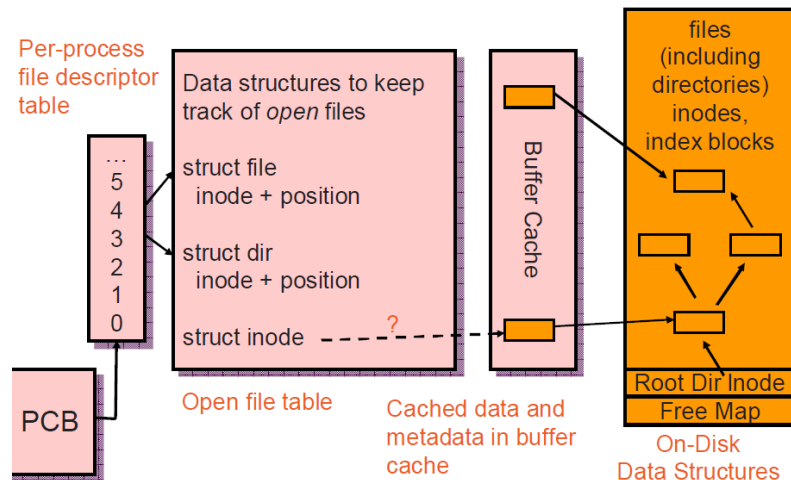 Per-process
file descriptor
table
...
5
4
3
2
1
0
PCB
Data structures to keep
track of open files
struct file
inode + position
struct dir
inode + position
struct inode
?
Open file table
Buffer Cache
Cached data and
metadata in buffer
cache
files
(including
directories)
inodes,
index blocks
Root Dir Inode
Free Map
On-Disk
Data Structures